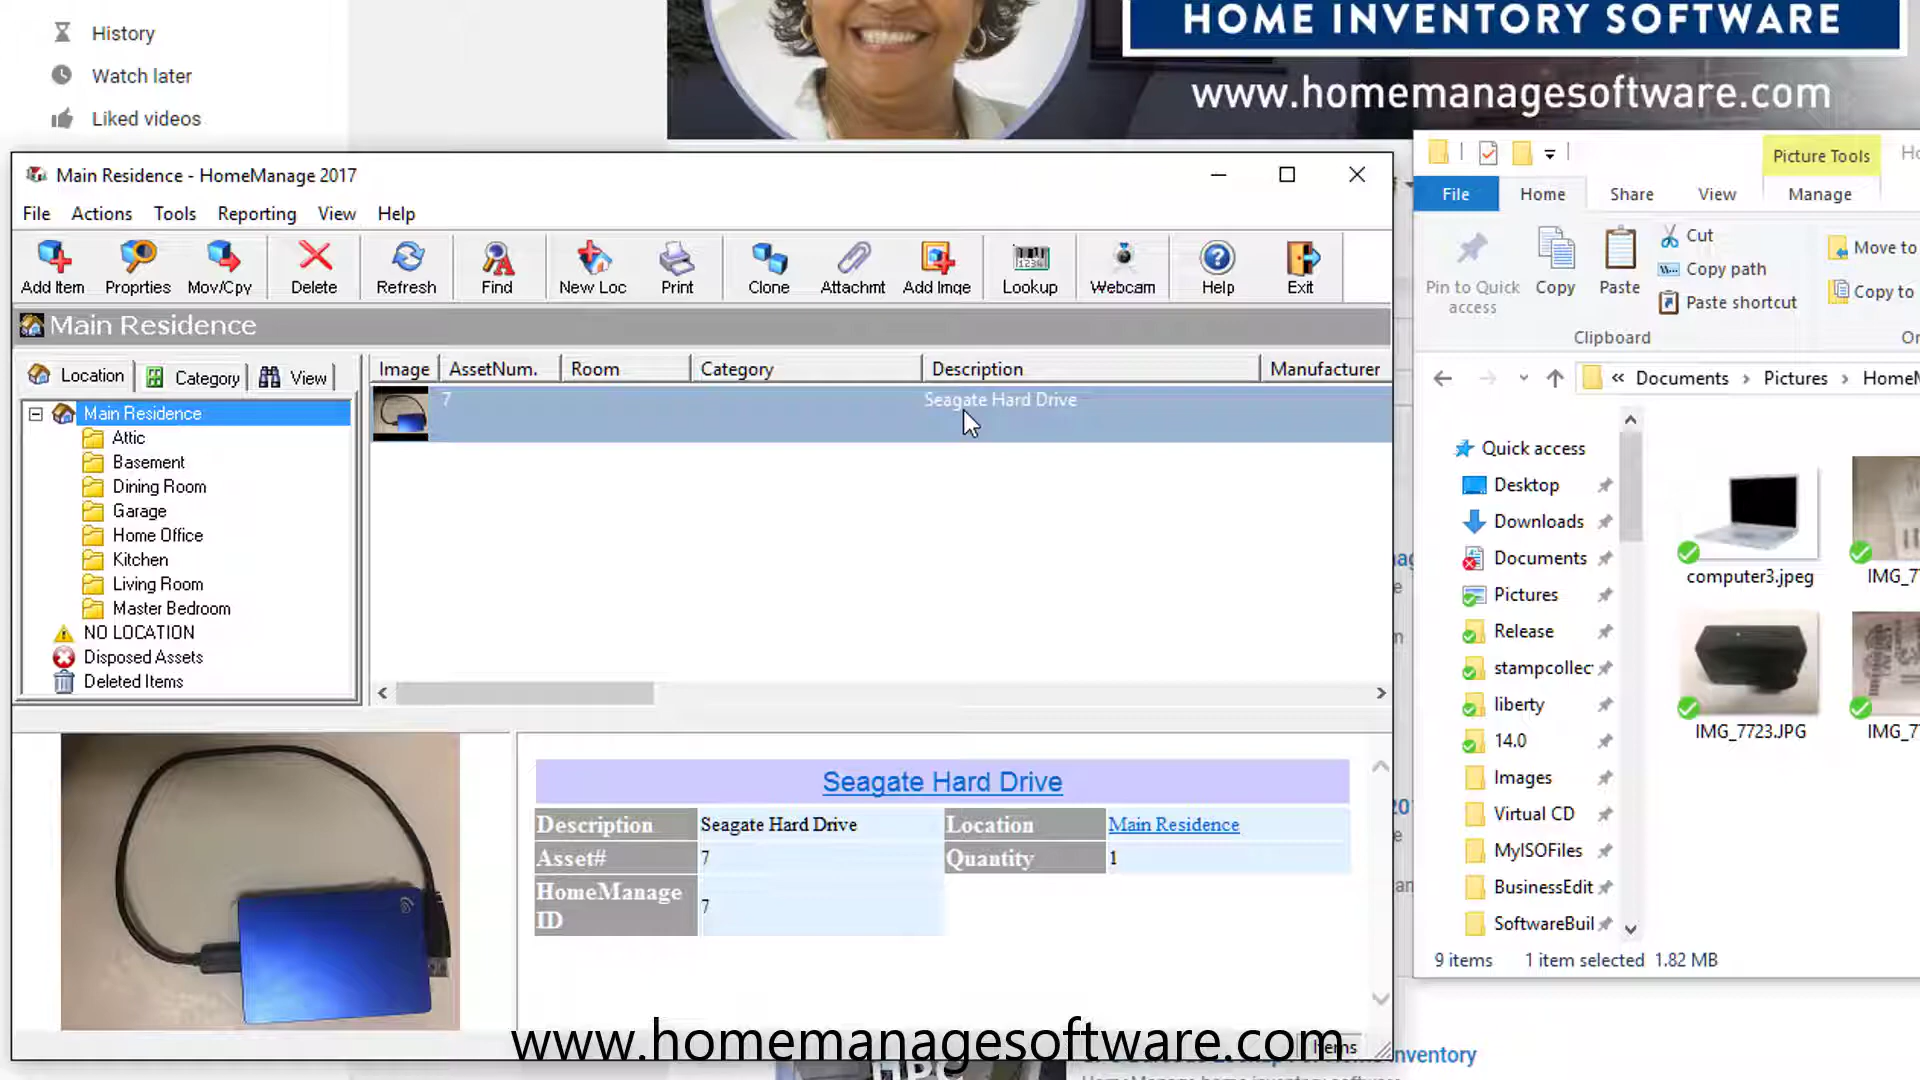 History
Watch later
Liked videos
HOME INVENTORY SOFTWARE
www.homemanagesoftware.com
Main Residence - HomeManage 2017
File Actions Tools Reporting View Help
Add Item Proprties Mov/Cpy Delete Refresh Find New Loc Print Clone Attachmt Add Imge Lookup Webcam Help Exit
Main Residence
Location Category View
Main Residence
Attic
Basement
Dining Room
Garage
Home Office
Kitchen
Living Room
Master Bedroom
NO LOCATION
Disposed Assets
Deleted Items
Image AssetNum. Room Category Description Manufacturer
7 Seagate Hard Drive
Seagate Hard Drive
Description Seagate Hard Drive Location Main Residence
Asset# 7 Quantity 1
HomeManage
ID 7
Items
www.homemanagesoftware.com
Picture Tools
File Home Share View Manage
Pin to Quick
access
Copy
Paste
Cut
Copy path
Paste shortcut
Move to
Copy to
Clipboard
« Documents › Pictures › HomeM
Quick access
Desktop
Downloads
Documents
Pictures
Release
stampcollec
liberty
14.0
Images
Virtual CD
MyISOFiles
BusinessEdit
SoftwareBuil
computer3.jpeg
IMG_7
IMG_7723.JPG
IMG_7
9 items 1 item selected 1.82 MB
nventory